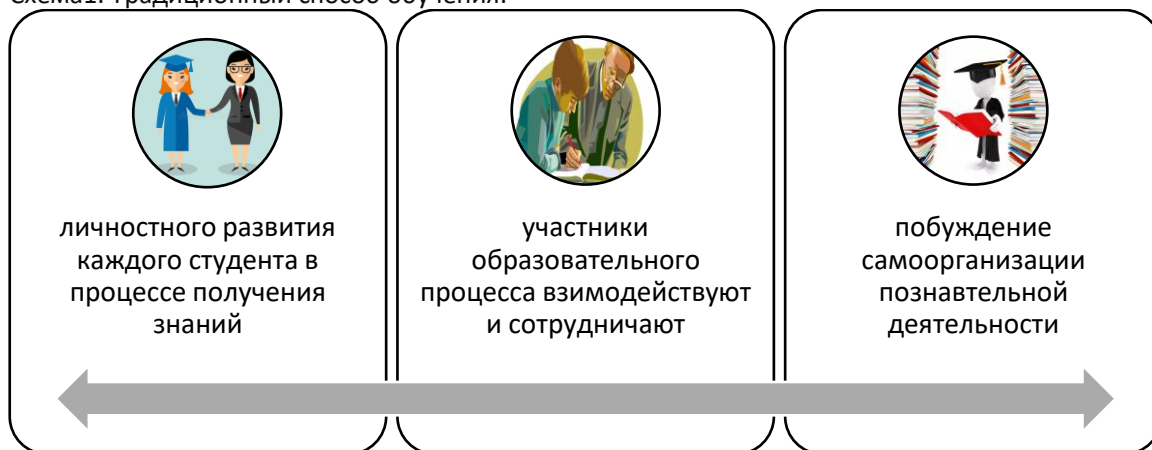 Схема1. Традиционный способ обучения.
личностного развития
каждого студента в
процессе получения
знаний
участники
образовательного
процесса взимодействуют
и сотрудничают
побуждение
самоорганизации
познавтельной
деятельности